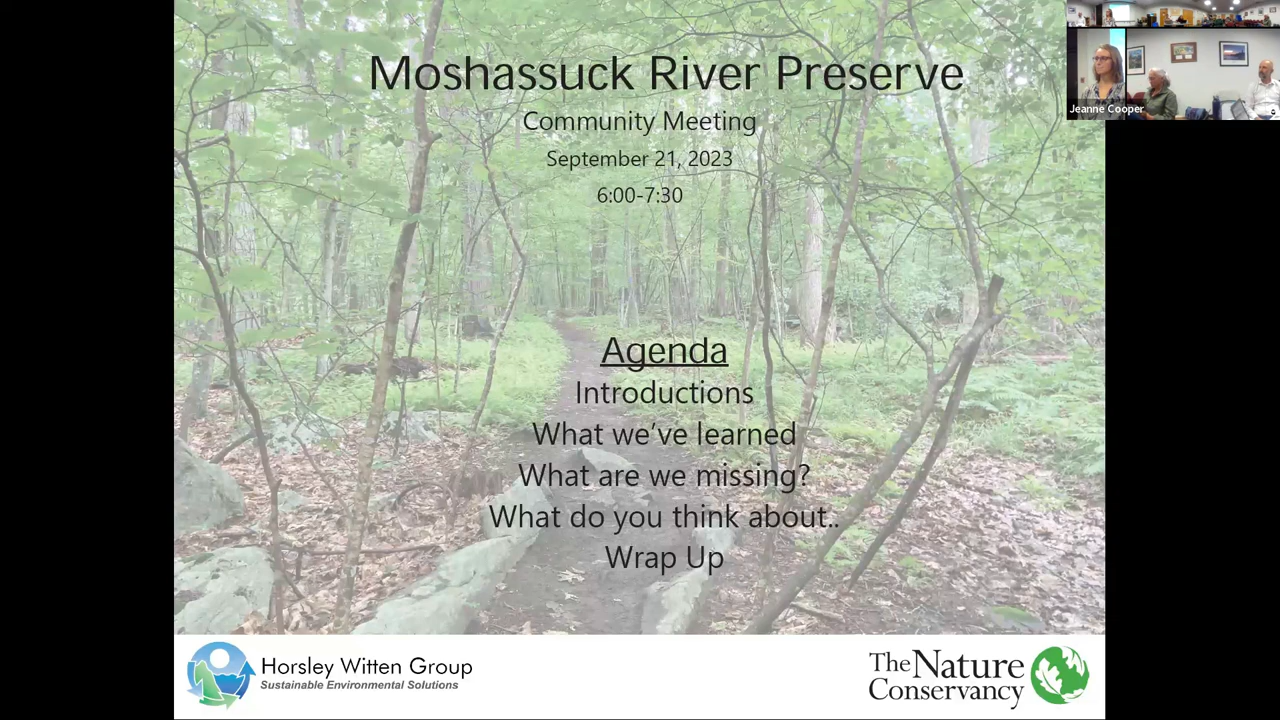 Moshassuck River Preserve
Community Meeting
September 21, 2023
6:00-7:30
Agenda
Introductions
What we've learned
What are we missing?
What do you think about..
Wrap Up
Horsley Witten Group
Sustainable Environmental Solutions
The Nature
Conservancy
Jeanne Cooper